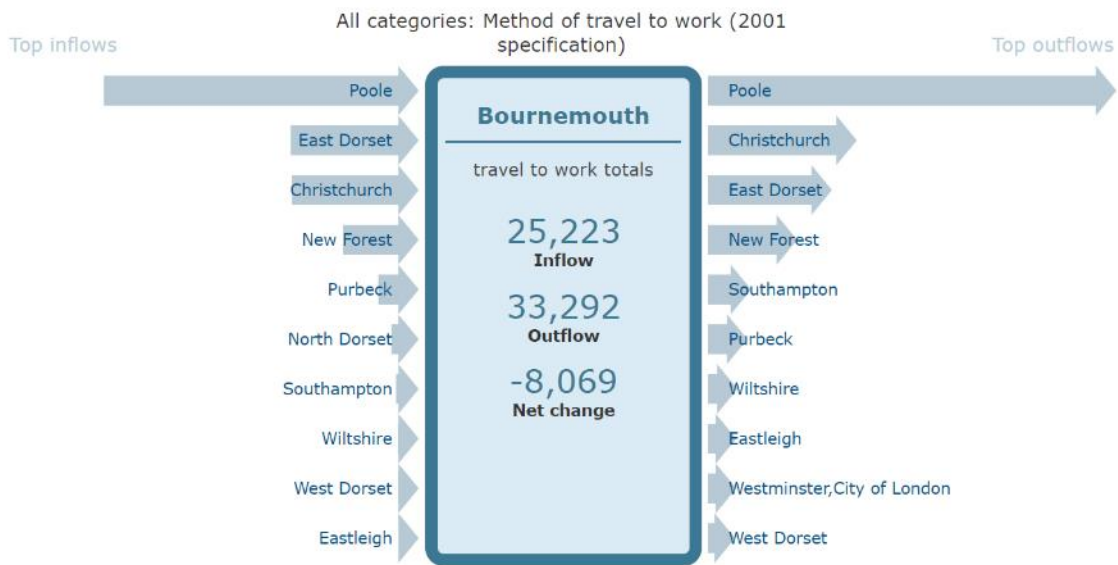 All categories: Method of travel to work (2001
specification)
Top inflows
Top outflows
Poole
East Dorset
Christchurch
New Forest
Purbeck
North Dorset
Southampton
Wiltshire
West Dorset
Eastleigh
Bournemouth
travel to work totals
25,223
Inflow
33,292
Outflow
-8,069
Net change
Poole
Christchurch
East Dorset
New Forest
Southampton
Purbeck
Wiltshire
Eastleigh
Westminster,City of London
West Dorset